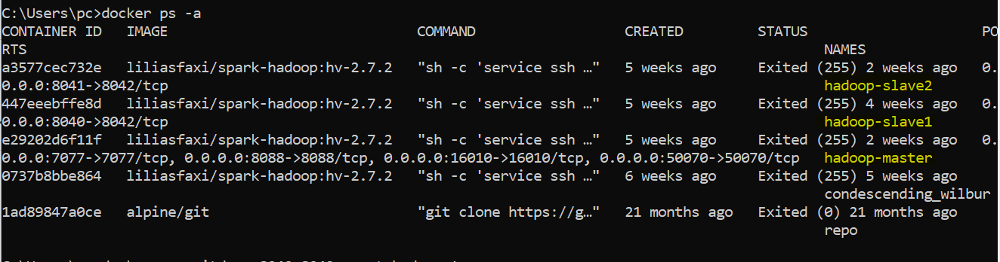 C:\Users\pc>docker ps -a
CONTAINER ID   IMAGE                            COMMAND                  CREATED         STATUS                      PO
RTS                                                                                            NAMES
a3577cec732e   liliasfaxi/spark-hadoop:hv-2.7.2   "sh -c 'service ssh …"   5 weeks ago     Exited (255) 2 weeks ago   0.
0.0.0:8041->8042/tcp                                                                           hadoop-slave2
447eeebffe8d   liliasfaxi/spark-hadoop:hv-2.7.2   "sh -c 'service ssh …"   5 weeks ago     Exited (255) 4 weeks ago   0.
0.0.0:8040->8042/tcp                                                                           hadoop-slave1
e29202d6f11f   liliasfaxi/spark-hadoop:hv-2.7.2   "sh -c 'service ssh …"   5 weeks ago     Exited (255) 2 weeks ago   0.
0.0.0:7077->7077/tcp, 0.0.0.0:8088->8088/tcp, 0.0.0.0:16010->16010/tcp, 0.0.0.0:50070->50070/tcp   hadoop-master
0737b8bbe864   liliasfaxi/spark-hadoop:hv-2.7.2   "sh -c 'service ssh …"   6 weeks ago     Exited (255) 5 weeks ago
condescending_wilbur
1ad89847a0ce   alpine/git                       "git clone https://g…"   21 months ago   Exited (0) 21 months ago
repo